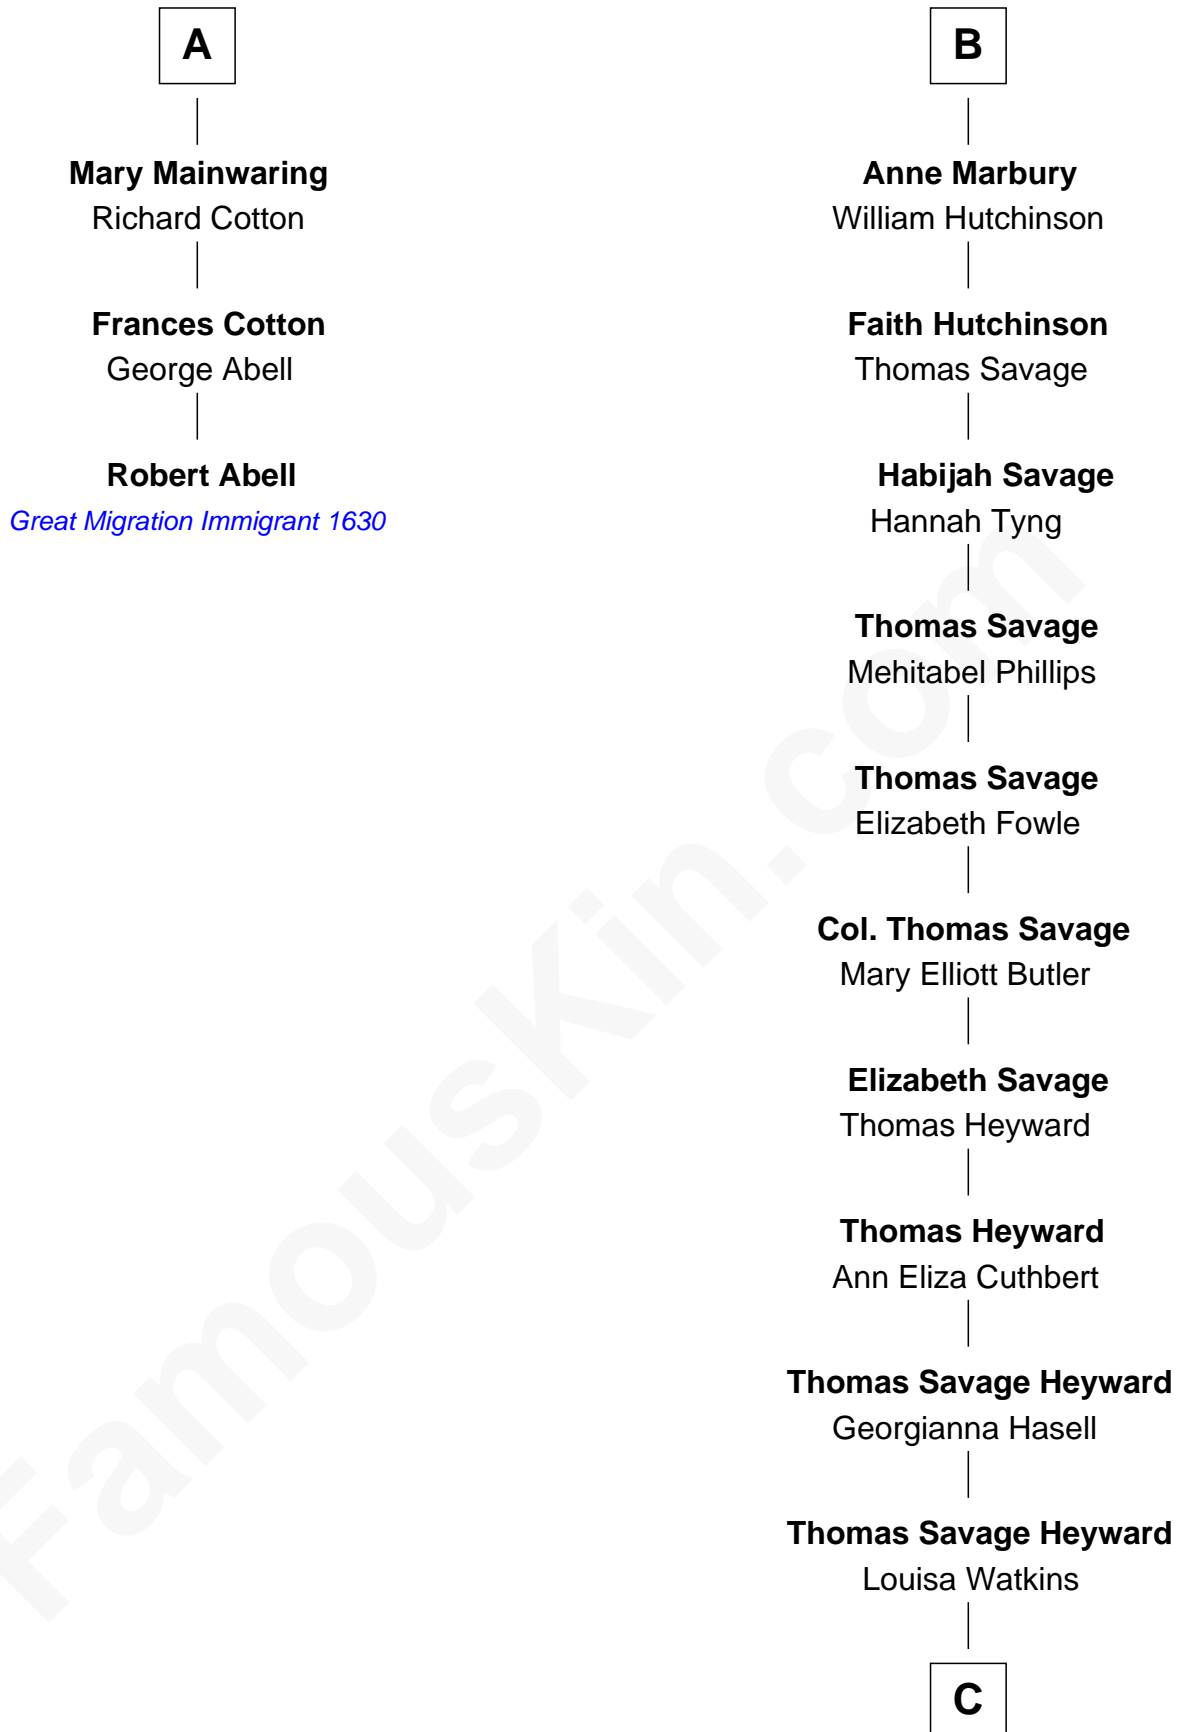 A
Mary Mainwaring
Richard Cotton
Frances Cotton
George Abell
Robert Abell
Great Migration Immigrant 1630
B
Anne Marbury
William Hutchinson
Faith Hutchinson
Thomas Savage
Habijah Savage
Hannah Tyng
Thomas Savage
Mehitabel Phillips
Thomas Savage
Elizabeth Fowle
Col. Thomas Savage
Mary Elliott Butler
Elizabeth Savage
Thomas Heyward
Thomas Heyward
Ann Eliza Cuthbert
Thomas Savage Heyward
Georgianna Hasell
Thomas Savage Heyward
Louisa Watkins
C
FamousKin.com